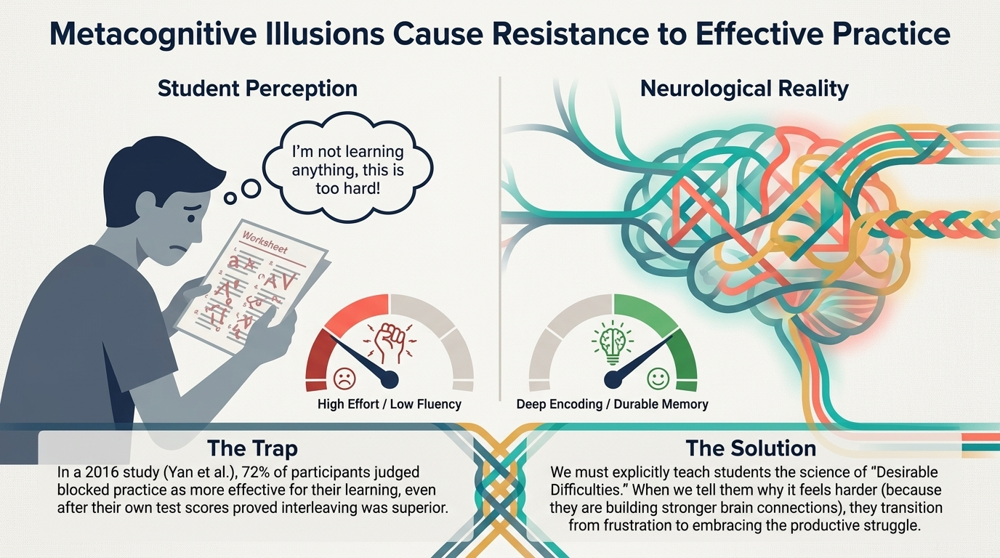 Metacognitive Illusions Cause Resistance to Effective Practice
Student Perception
I'm not learning
anything, this is
too hard!
Worksheet
High Effort / Low Fluency
Neurological Reality
Deep Encoding / Durable Memory
The Trap
In a 2016 study (Yan et al.), 72% of participants judged
blocked practice as more effective for their learning, even
after their own test scores proved interleaving was superior.
The Solution
We must explicitly teach students the science of “Desirable
Difficulties.” When we tell them why it feels harder (because
they are building stronger brain connections), they transition
from frustration to embracing the productive struggle.